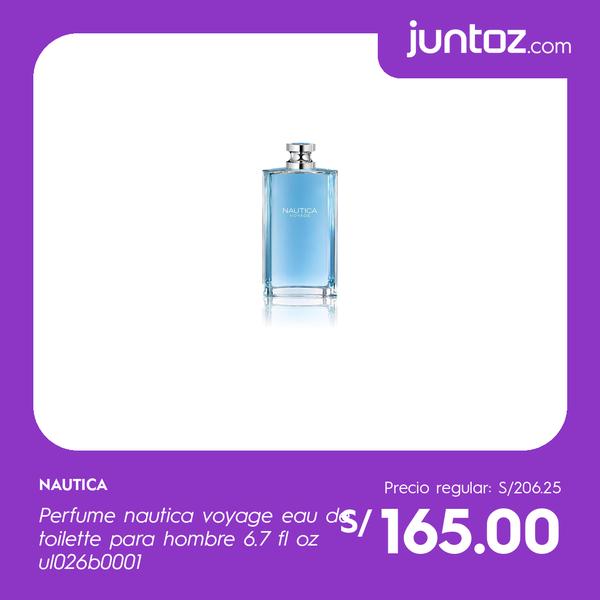 juntoz.com
NAUTICA
VOYAGE
NAUTICA
Perfume nautica voyage eau de
toilette para hombre 6.7 fl oz
ul026b0001
Precio regular: S/206.25
S/ 165.00